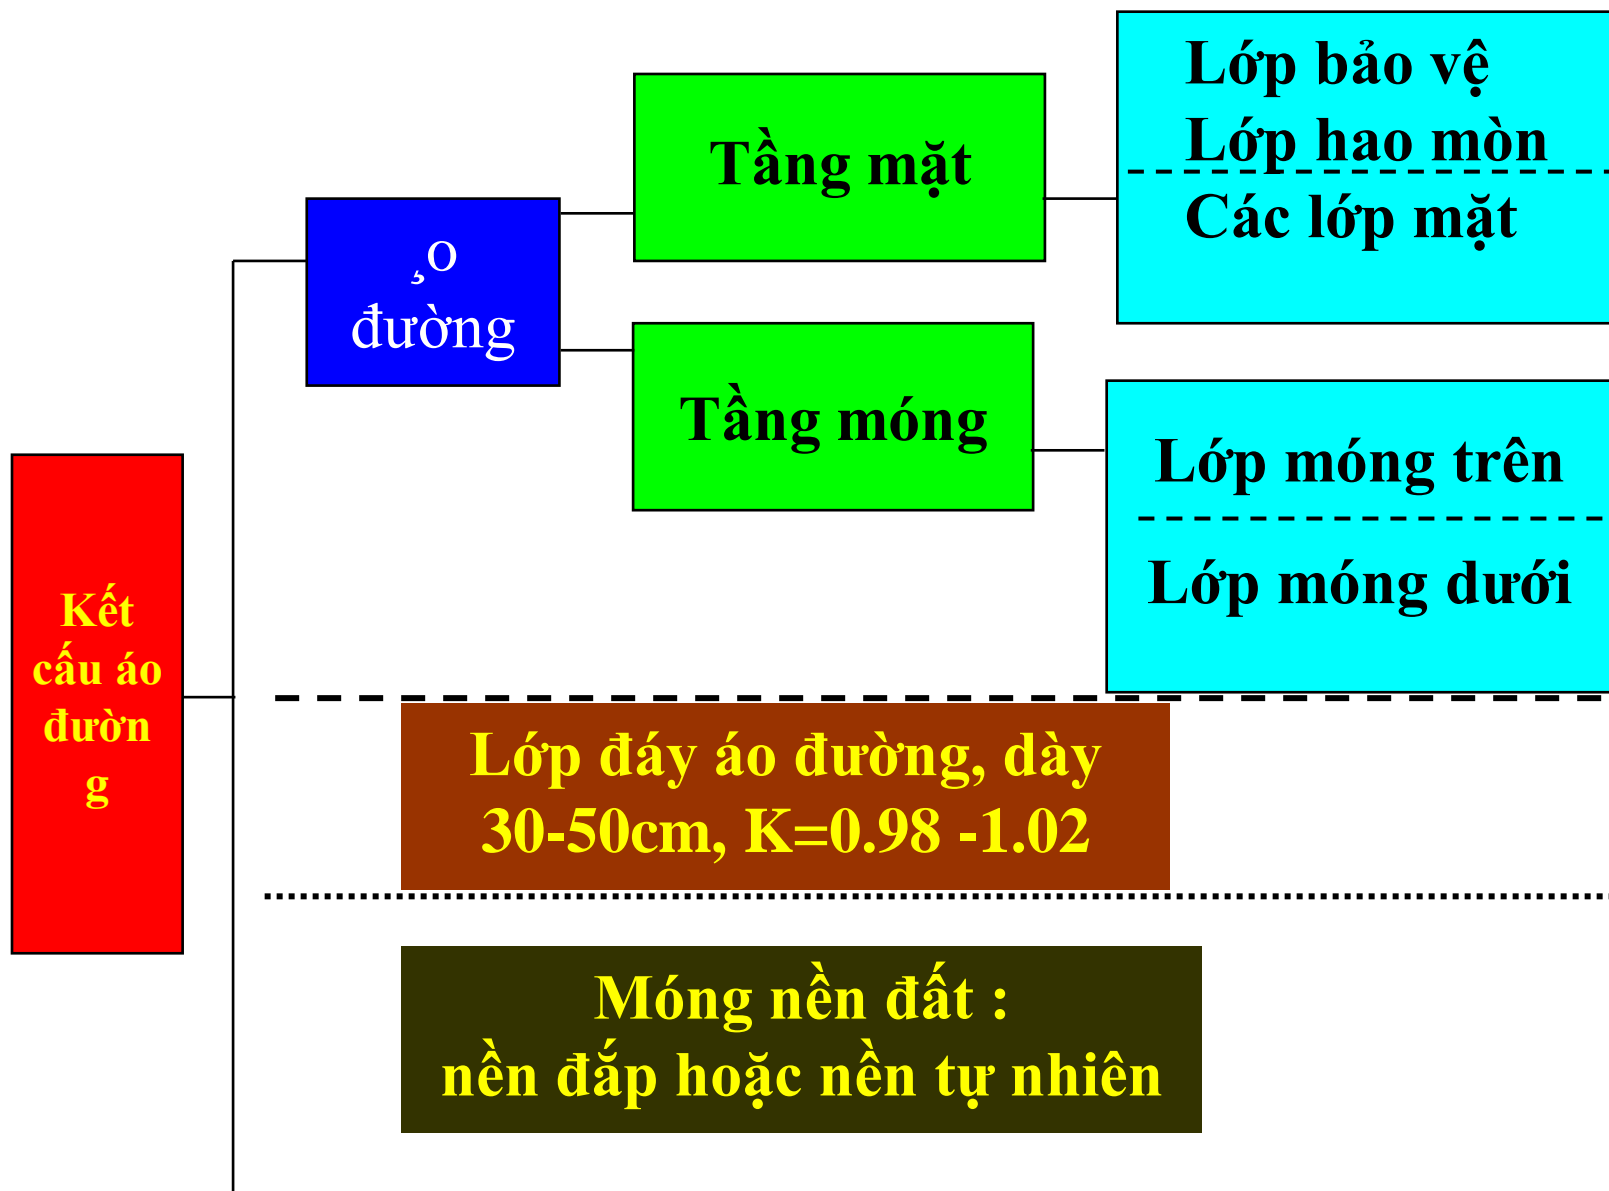 Lớp bảo vệ
Lớp hao mòn
Các lớp mặt
Tầng mặt
¸o
đường
Tầng móng
Lớp móng trên
Lớp móng dưới
Kết
cấu áo
đườn
g
Lớp đáy áo đường, dày
30-50cm, K=0.98 -1.02
Móng nền đất :
nền đắp hoặc nền tự nhiên